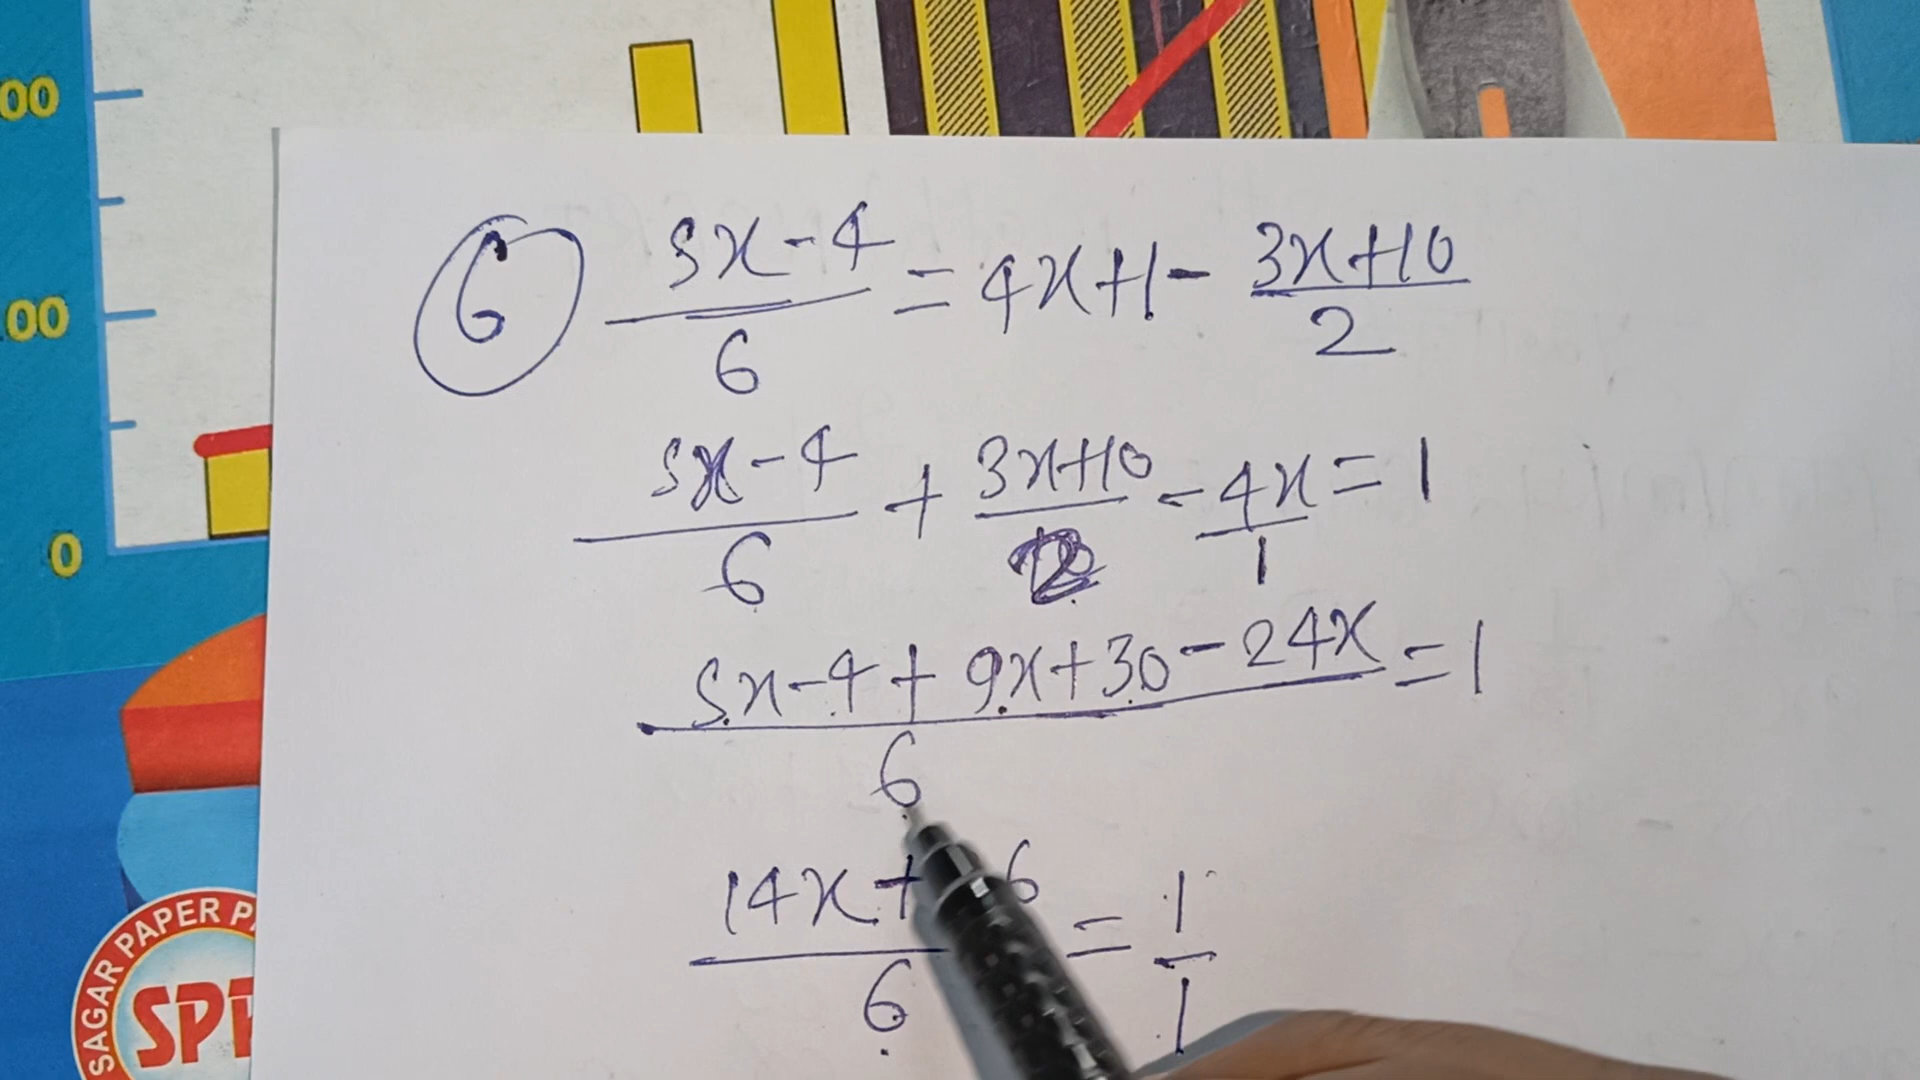 00
00
0
6 5x-4/6 = 4x+1- 3x+10/2
5x-4/6 + 3x+10/2 - 4x/1 = 1
5x-4+9x+30-24x/6 = 1
14x+ 6/6 = 1/1
SAGAR PAPER P
SPP